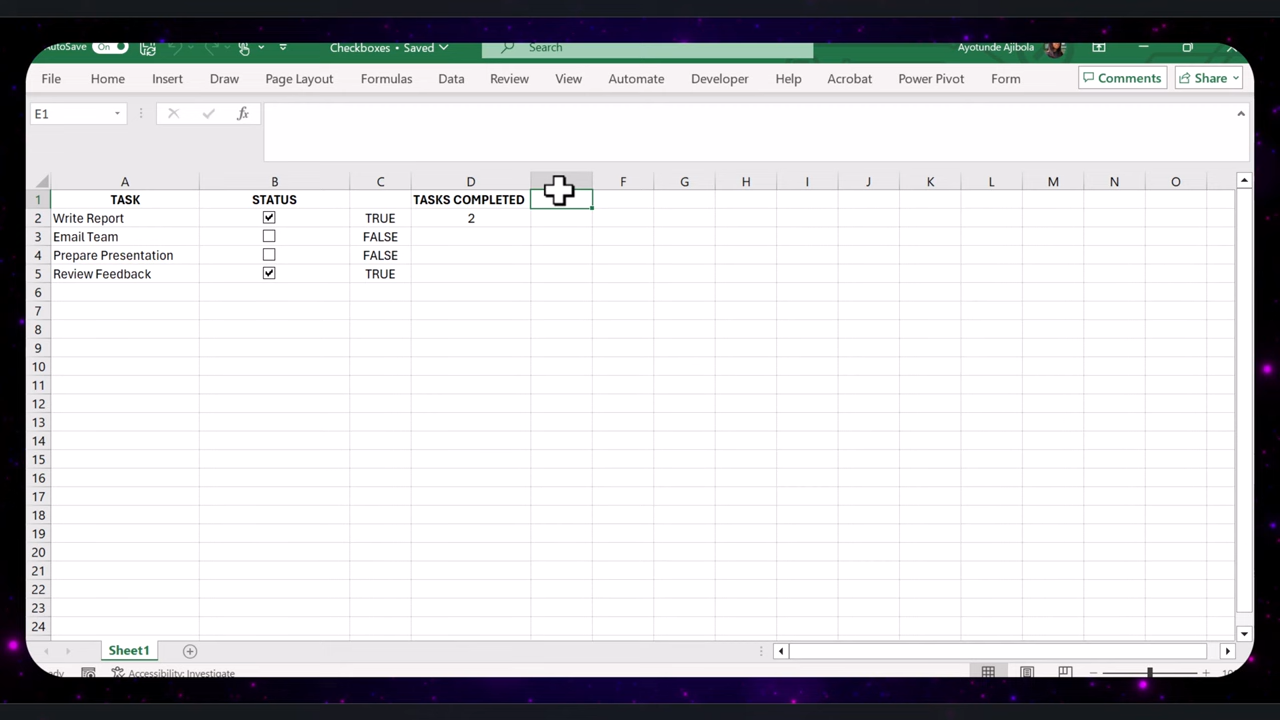 AutoSave On Checkboxes • Saved Search Ayotunde Ajibola
File Home Insert Draw Page Layout Formulas Data Review View Automate Developer Help Acrobat Power Pivot Form Comments Share
E1 fx
A B C D F G H I J K L M N O
1 TASK STATUS TASKS COMPLETED
2 Write Report TRUE 2
3 Email Team FALSE
4 Prepare Presentation FALSE
5 Review Feedback TRUE
6
7
8
9
10
11
12
13
14
15
16
17
18
19
20
21
22
23
24
Sheet1
Accessibility: Investigate